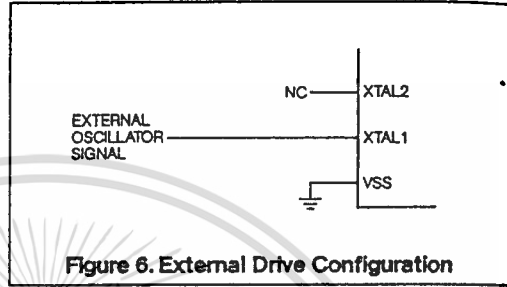 NC
XTAL2
EXTERNAL
OSCILLATOR
SIGNAL
XTAL1
VSS
Figure 6. External Drive Configuration